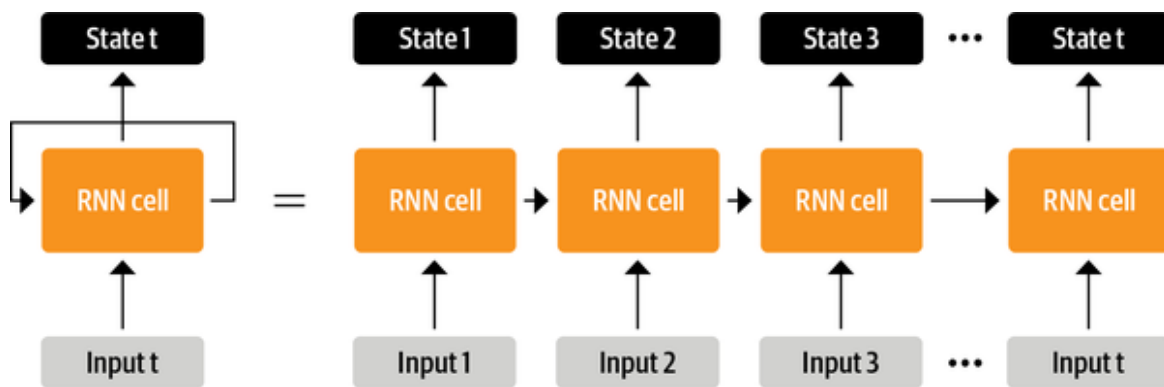 State t
State 1
State 2
State 3
...
State t
RNN cell
=
RNN cell
RNN cell
RNN cell
RNN cell
Input t
Input 1
Input 2
Input 3
...
Input t